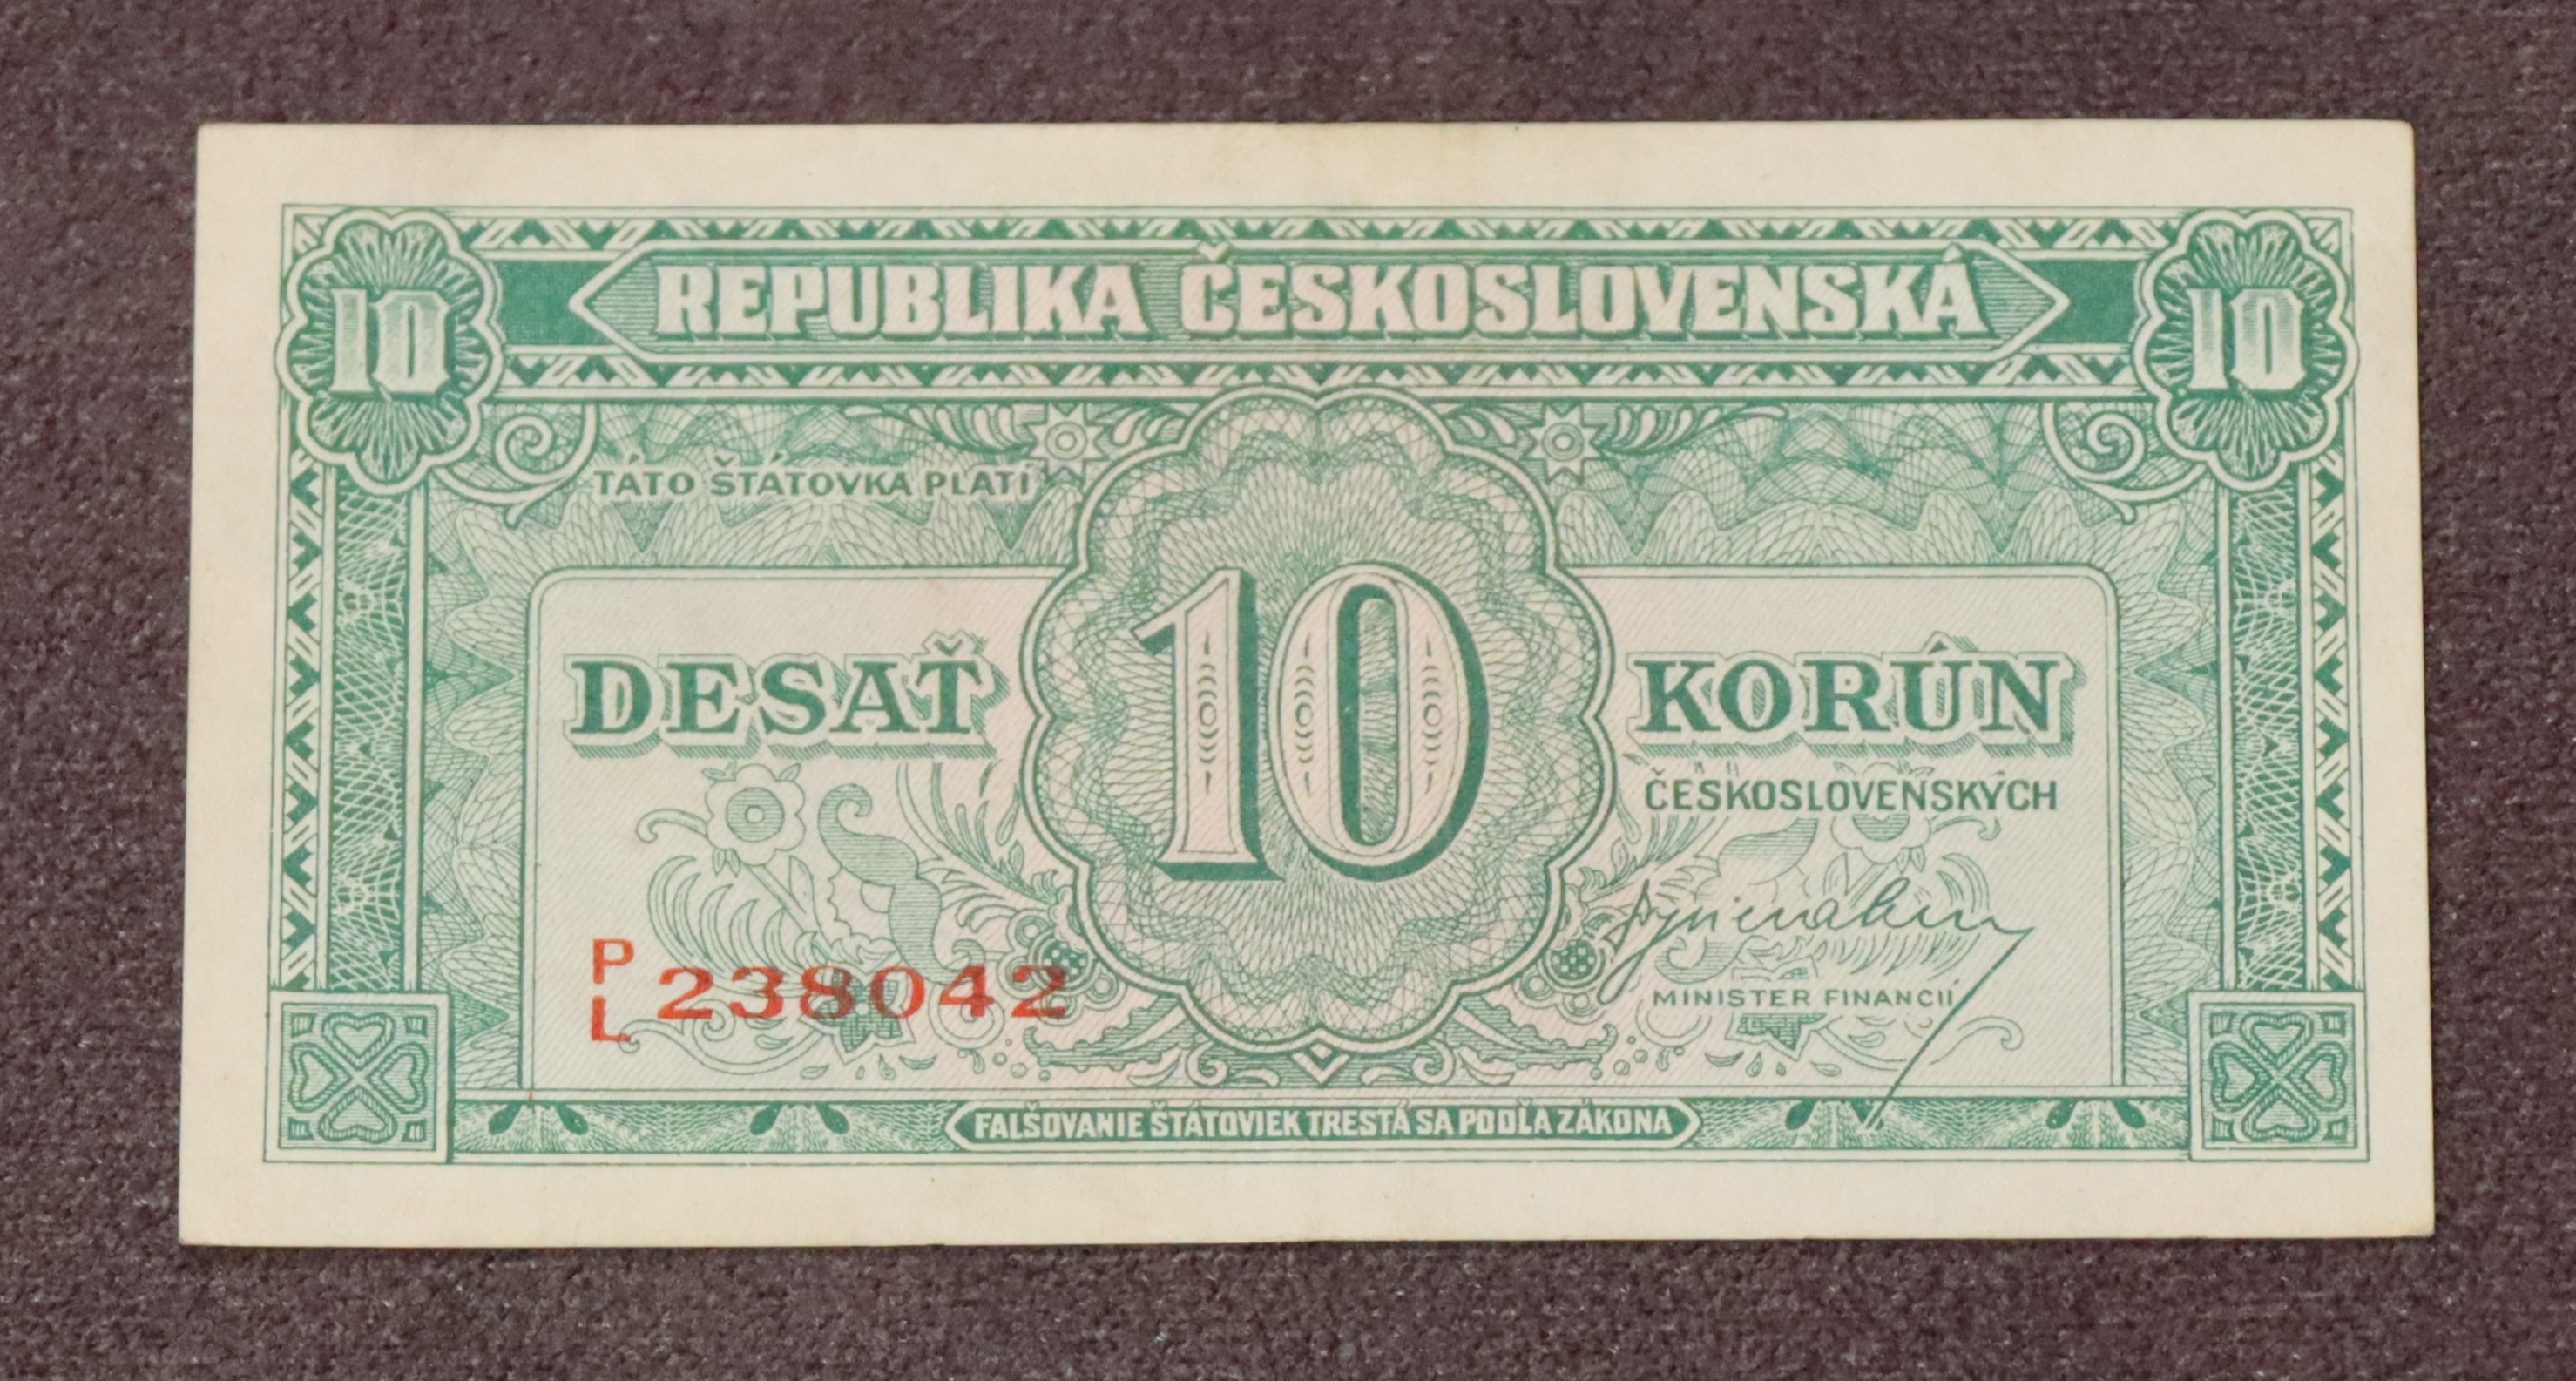 10 REPUBLIKA ČESKOSLOVENSKÁ 10
TÁTO ŠTÁTOVKA PLATÍ
DESAŤ 10 KORÚN
ČESKOSLOVENSKÝCH
P
L 238042
MINISTER FINANCIÍ
FALŠOVANIE ŠTÁTOVIEK TRESTÁ SA PODĽA ZÁKONA